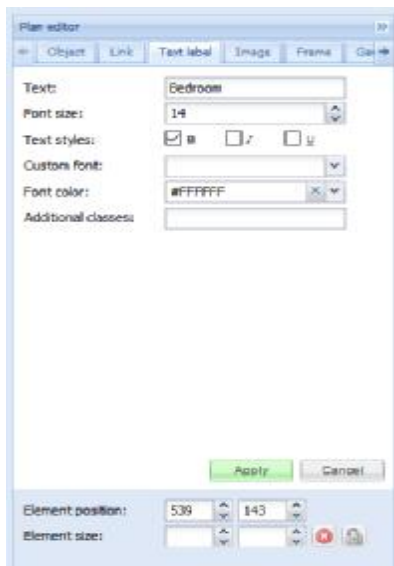 Plan editor
Object Link Text label Image Frame
Text: Bedroom
Font size: 14
Text styles: B I U
Custom font:
Font color: #FFFFFF
Additional classes:
Apply Cancel
Element position: 539 143
Element size: